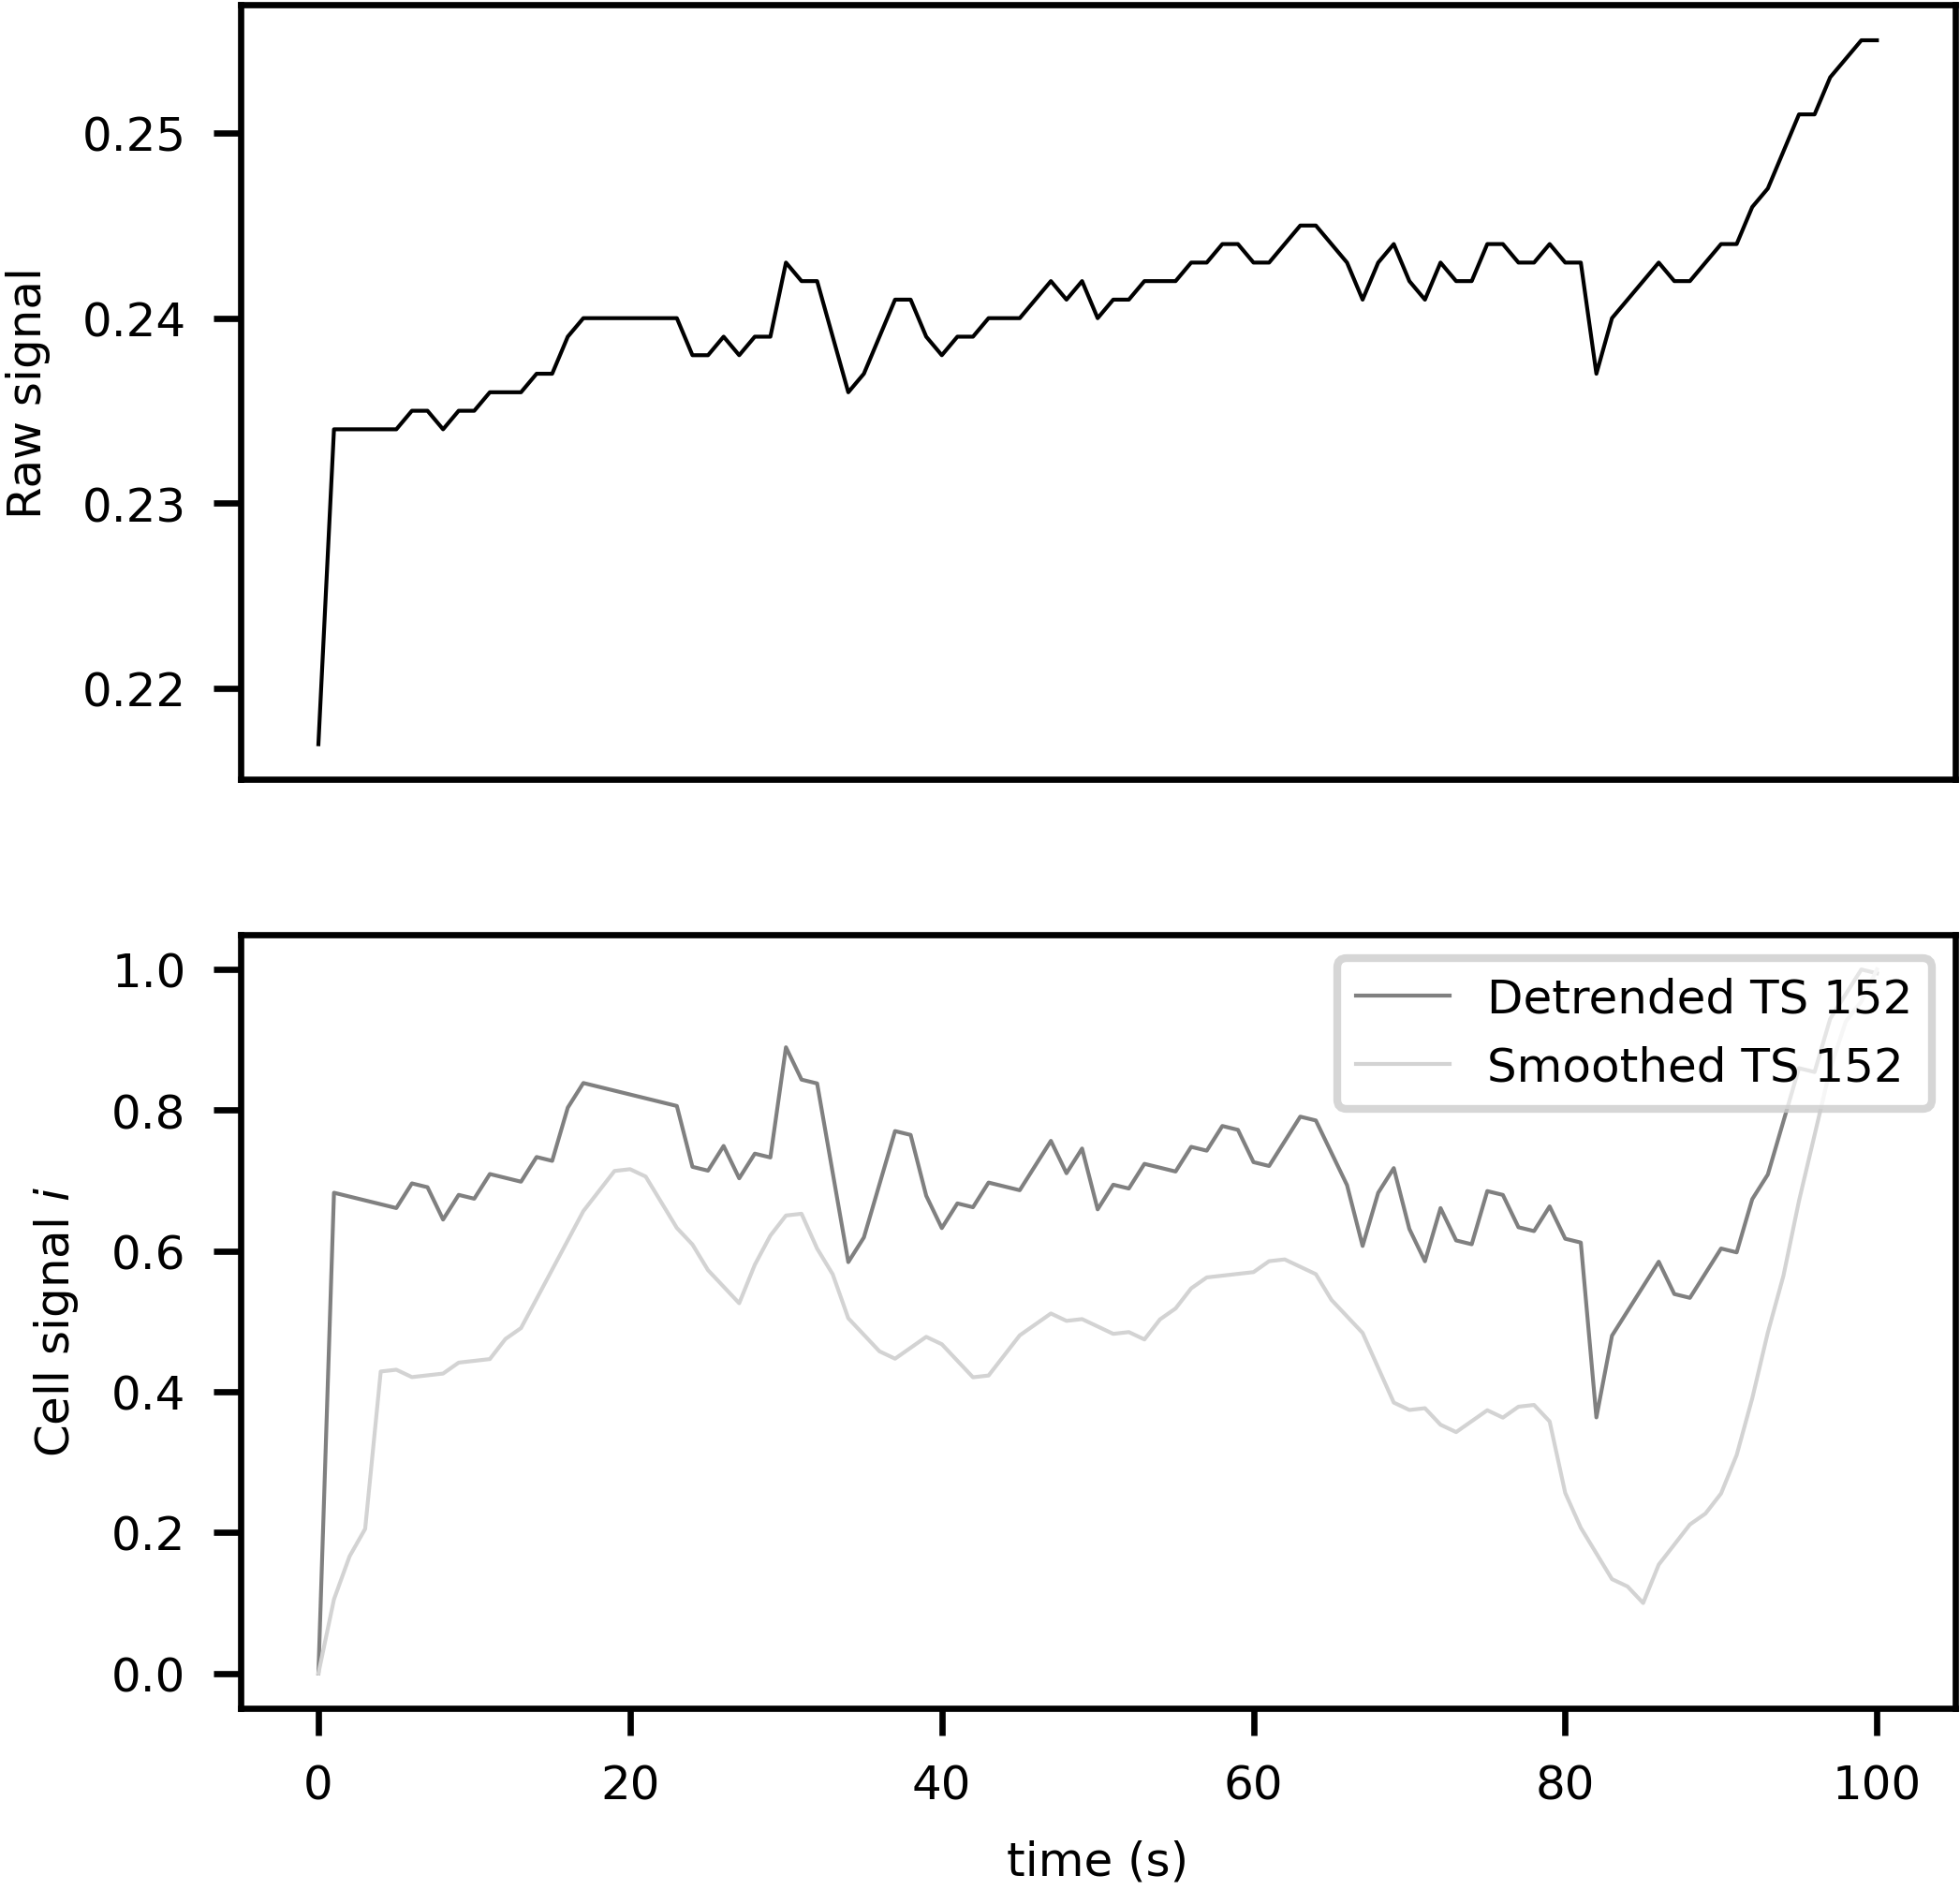 Raw signal
0.25
0.24
0.23
0.22
Cell signal i
1.0
0.8
0.6
0.4
0.2
0.0
Detrended TS 152
Smoothed TS 152
0 20 40 60 80 100
time (s)